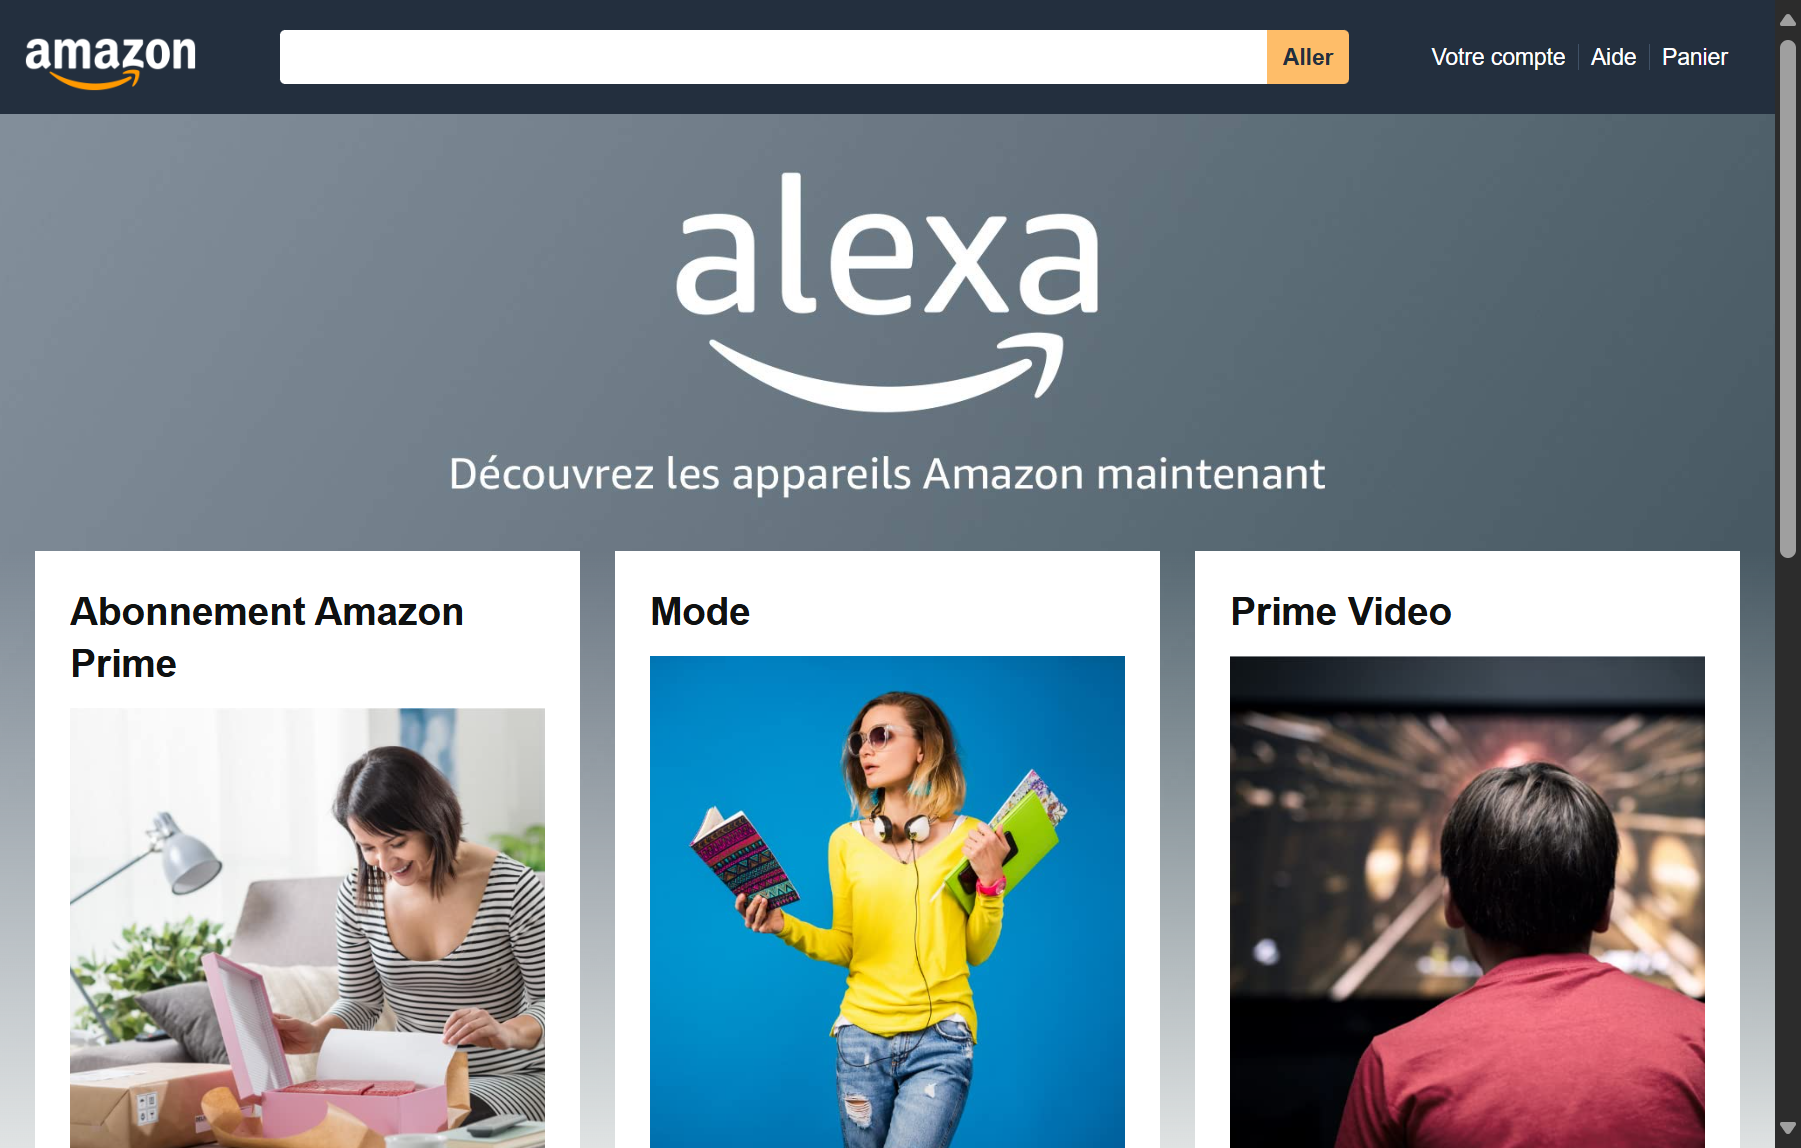 amazon
Aller
Votre compte
Aide
Panier
alexa
Découvrez les appareils Amazon maintenant
Abonnement Amazon
Prime
Mode
Prime Video